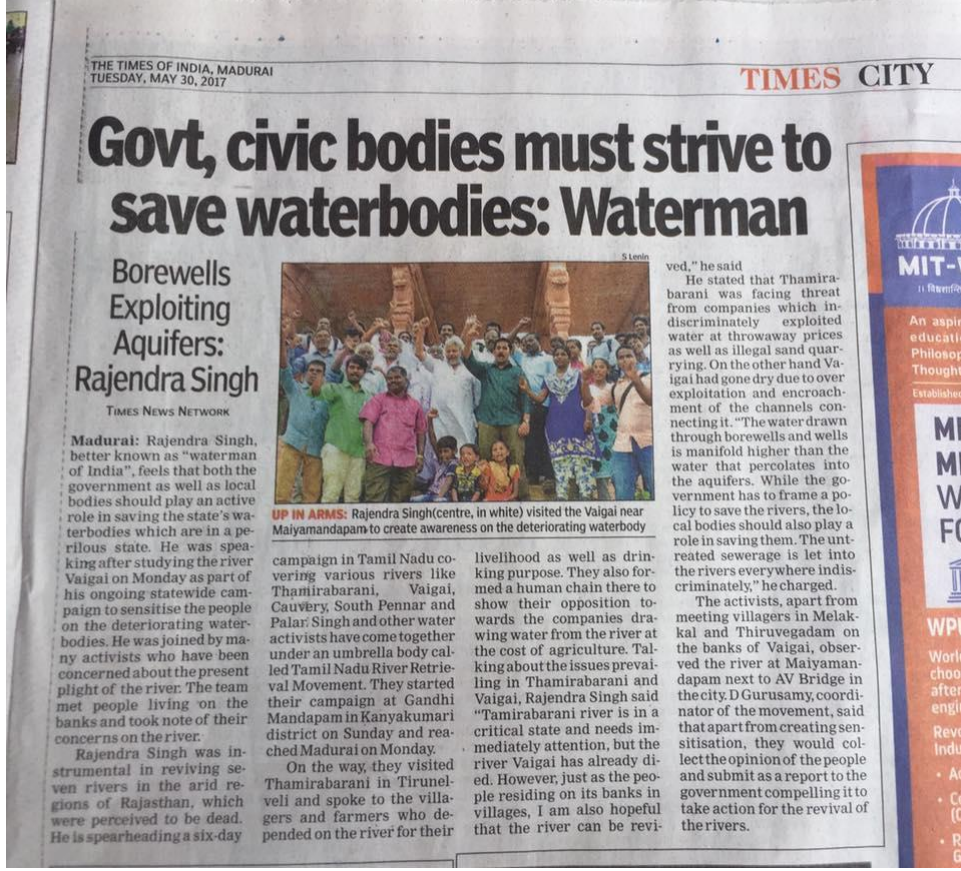 THE TIMES OF INDIA, MADURAI
TUESDAY, MAY 30, 2017
TIMES CITY
Govt, civic bodies must strive to
save waterbodies: Waterman
Borewells
Exploiting
Aquifers:
Rajendra Singh
TIMES NEWS NETWORK
Madurai: Rajendra Singh,
better known as "waterman
of India", feels that both the
government as well as local
bodies should play an active
role in saving the state's wa-
terbodies which are in a pe-
rilous state. He was spea-
king after studying the river
Vaigai on Monday as part of
his ongoing statewide cam-
paign to sensitise the people
on the deteriorating water-
bodies. He was joined by ma-
ny activists who have been
concerned about the present
plight of the river. The team
met people living on the
banks and took note of their
concerns on the river.
Rajendra Singh was in-
strumental in reviving se-
ven rivers in the arid re-
gions of Rajasthan, which
were perceived to be dead.
He is spearheading a six-day
S Lenin
UP IN ARMS: Rajendra Singh(centre, in white) visited the Vaigai near
Maiyamandapam to create awareness on the deteriorating waterbody
campaign in Tamil Nadu co-
vering various rivers like
Thamirabarani, Vaigai,
Cauvery, South Pennar and
Palar. Singh and other water
activists have come together
under an umbrella body cal-
led Tamil Nadu River Retrie-
val Movement. They started
their campaign at Gandhi
Mandapam in Kanyakumari
district on Sunday and rea-
ched Madurai on Monday.
On the way, they visited
Thamirabarani in Tirunel-
veli and spoke to the villa-
gers and farmers who de-
pended on the river for their
livelihood as well as drin-
king purpose. They also for-
med a human chain there to
show their opposition to-
wards the companies dra-
wing water from the river at
the cost of agriculture. Tal-
king about the issues prevai-
ling in Thamirabarani and
Vaigai, Rajendra Singh said
"Tamirabarani river is in a
critical state and needs im-
mediately attention, but the
river Vaigai has already di-
ed. However, just as the peo-
ple residing on its banks in
villages, I am also hopeful
that the river can be revi-
ved," he said
He stated that Thamira-
barani was facing threat
from companies which in-
discriminately exploited
water at throwaway prices
as well as illegal sand quar-
rying. On the other hand Va-
igai had gone dry due to over
exploitation and encroach-
ment of the channels con-
necting it. "The water drawn
through borewells and wells
is manifold higher than the
water that percolates into
the aquifers. While the go-
vernment has to frame a po-
licy to save the rivers, the lo-
cal bodies should also play a
role in saving them. The unt-
reated sewerage is let into
the rivers everywhere indis-
criminately," he charged.
The activists, apart from
meeting villagers in Melak-
kal and Thiruvegadam on
the banks of Vaigai, obser-
ved the river at Maiyaman-
dapam next to AV Bridge in
the city. D Gurusamy, coordi-
nator of the movement, said
that apart from creating sen-
sitisation, they would col-
lect the opinion of the people
and submit as a report to the
government compelling it to
take action for the revival of
the rivers.
MIT-
An aspir
educati
Philosop
Thought
Established
WPU
Worl
choo
after
engi
Revo
Indu